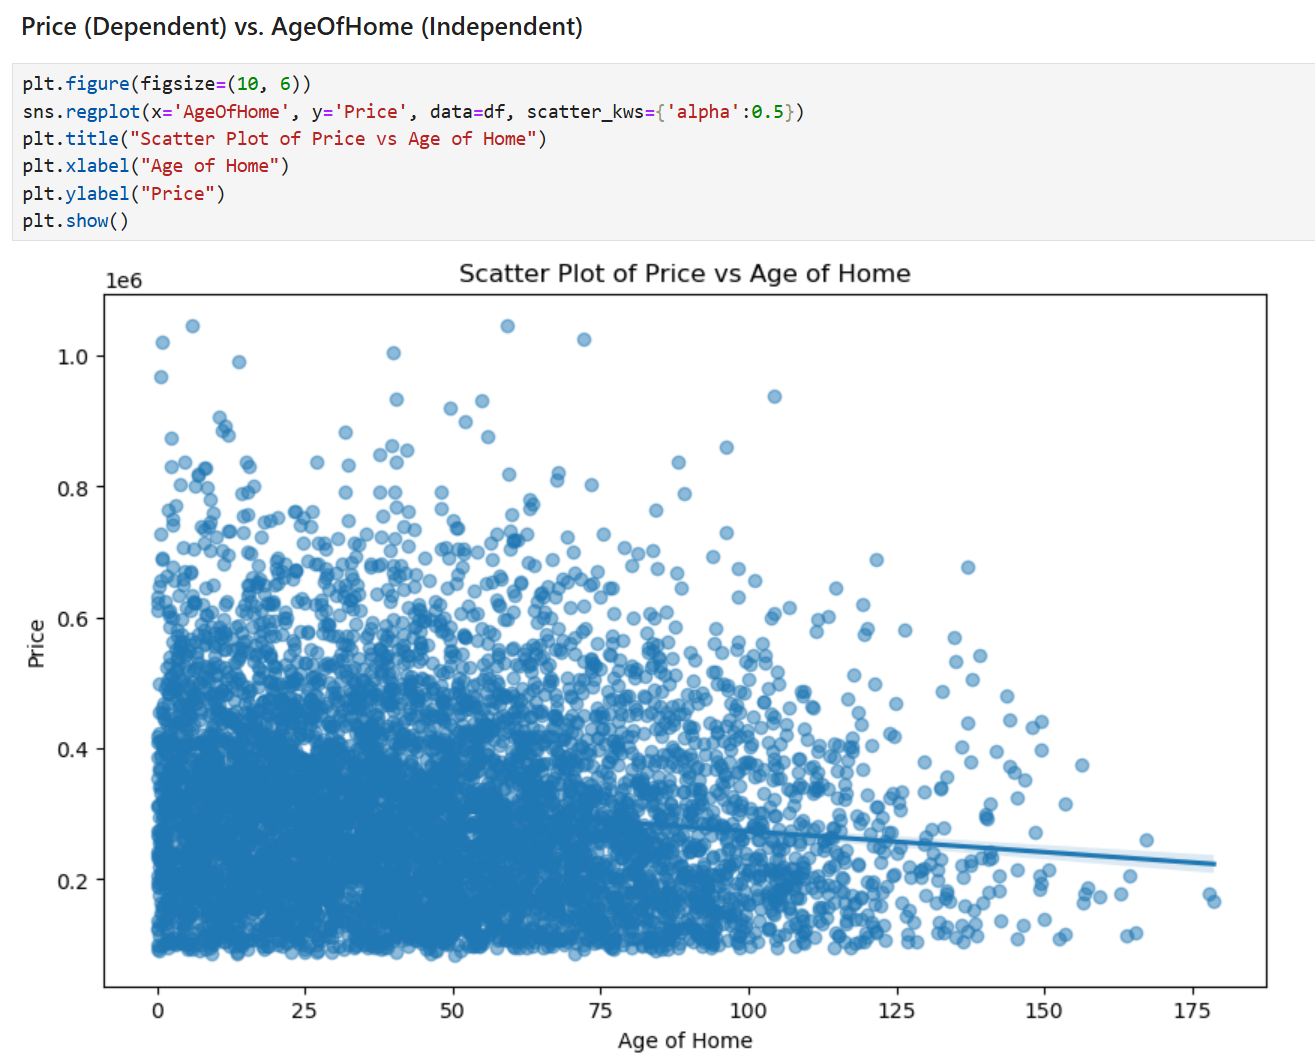 Price (Dependent) vs. AgeOfHome (Independent)
plt.figure(figsize=(10, 6))
sns.regplot(x='AgeOfHome', y='Price', data=df, scatter_kws={'alpha':0.5})
plt.title("Scatter Plot of Price vs Age of Home")
plt.xlabel("Age of Home")
plt.ylabel("Price")
plt.show()
Scatter Plot of Price vs Age of Home
1e6
1.0
0.8
0.6
0.4
0.2
Price
0 25 50 75 100 125 150 175
Age of Home